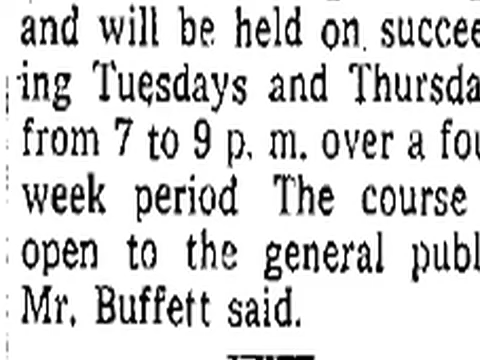 and will be held on succee
ing Tuesdays and Thursda
from 7 to 9 p. m. over a fou
week period The course
open to the general publ
Mr. Buffett said.